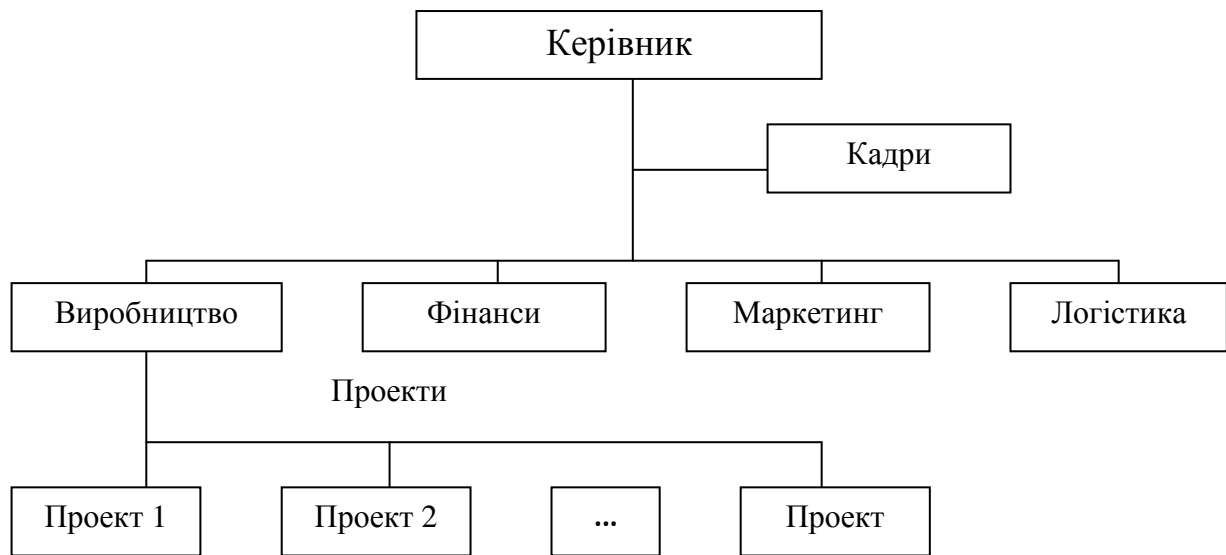 Керівник
Кадри
Виробництво
Фінанси
Маркетинг
Логістика
Проекти
Проект 1
Проект 2
...
Проект